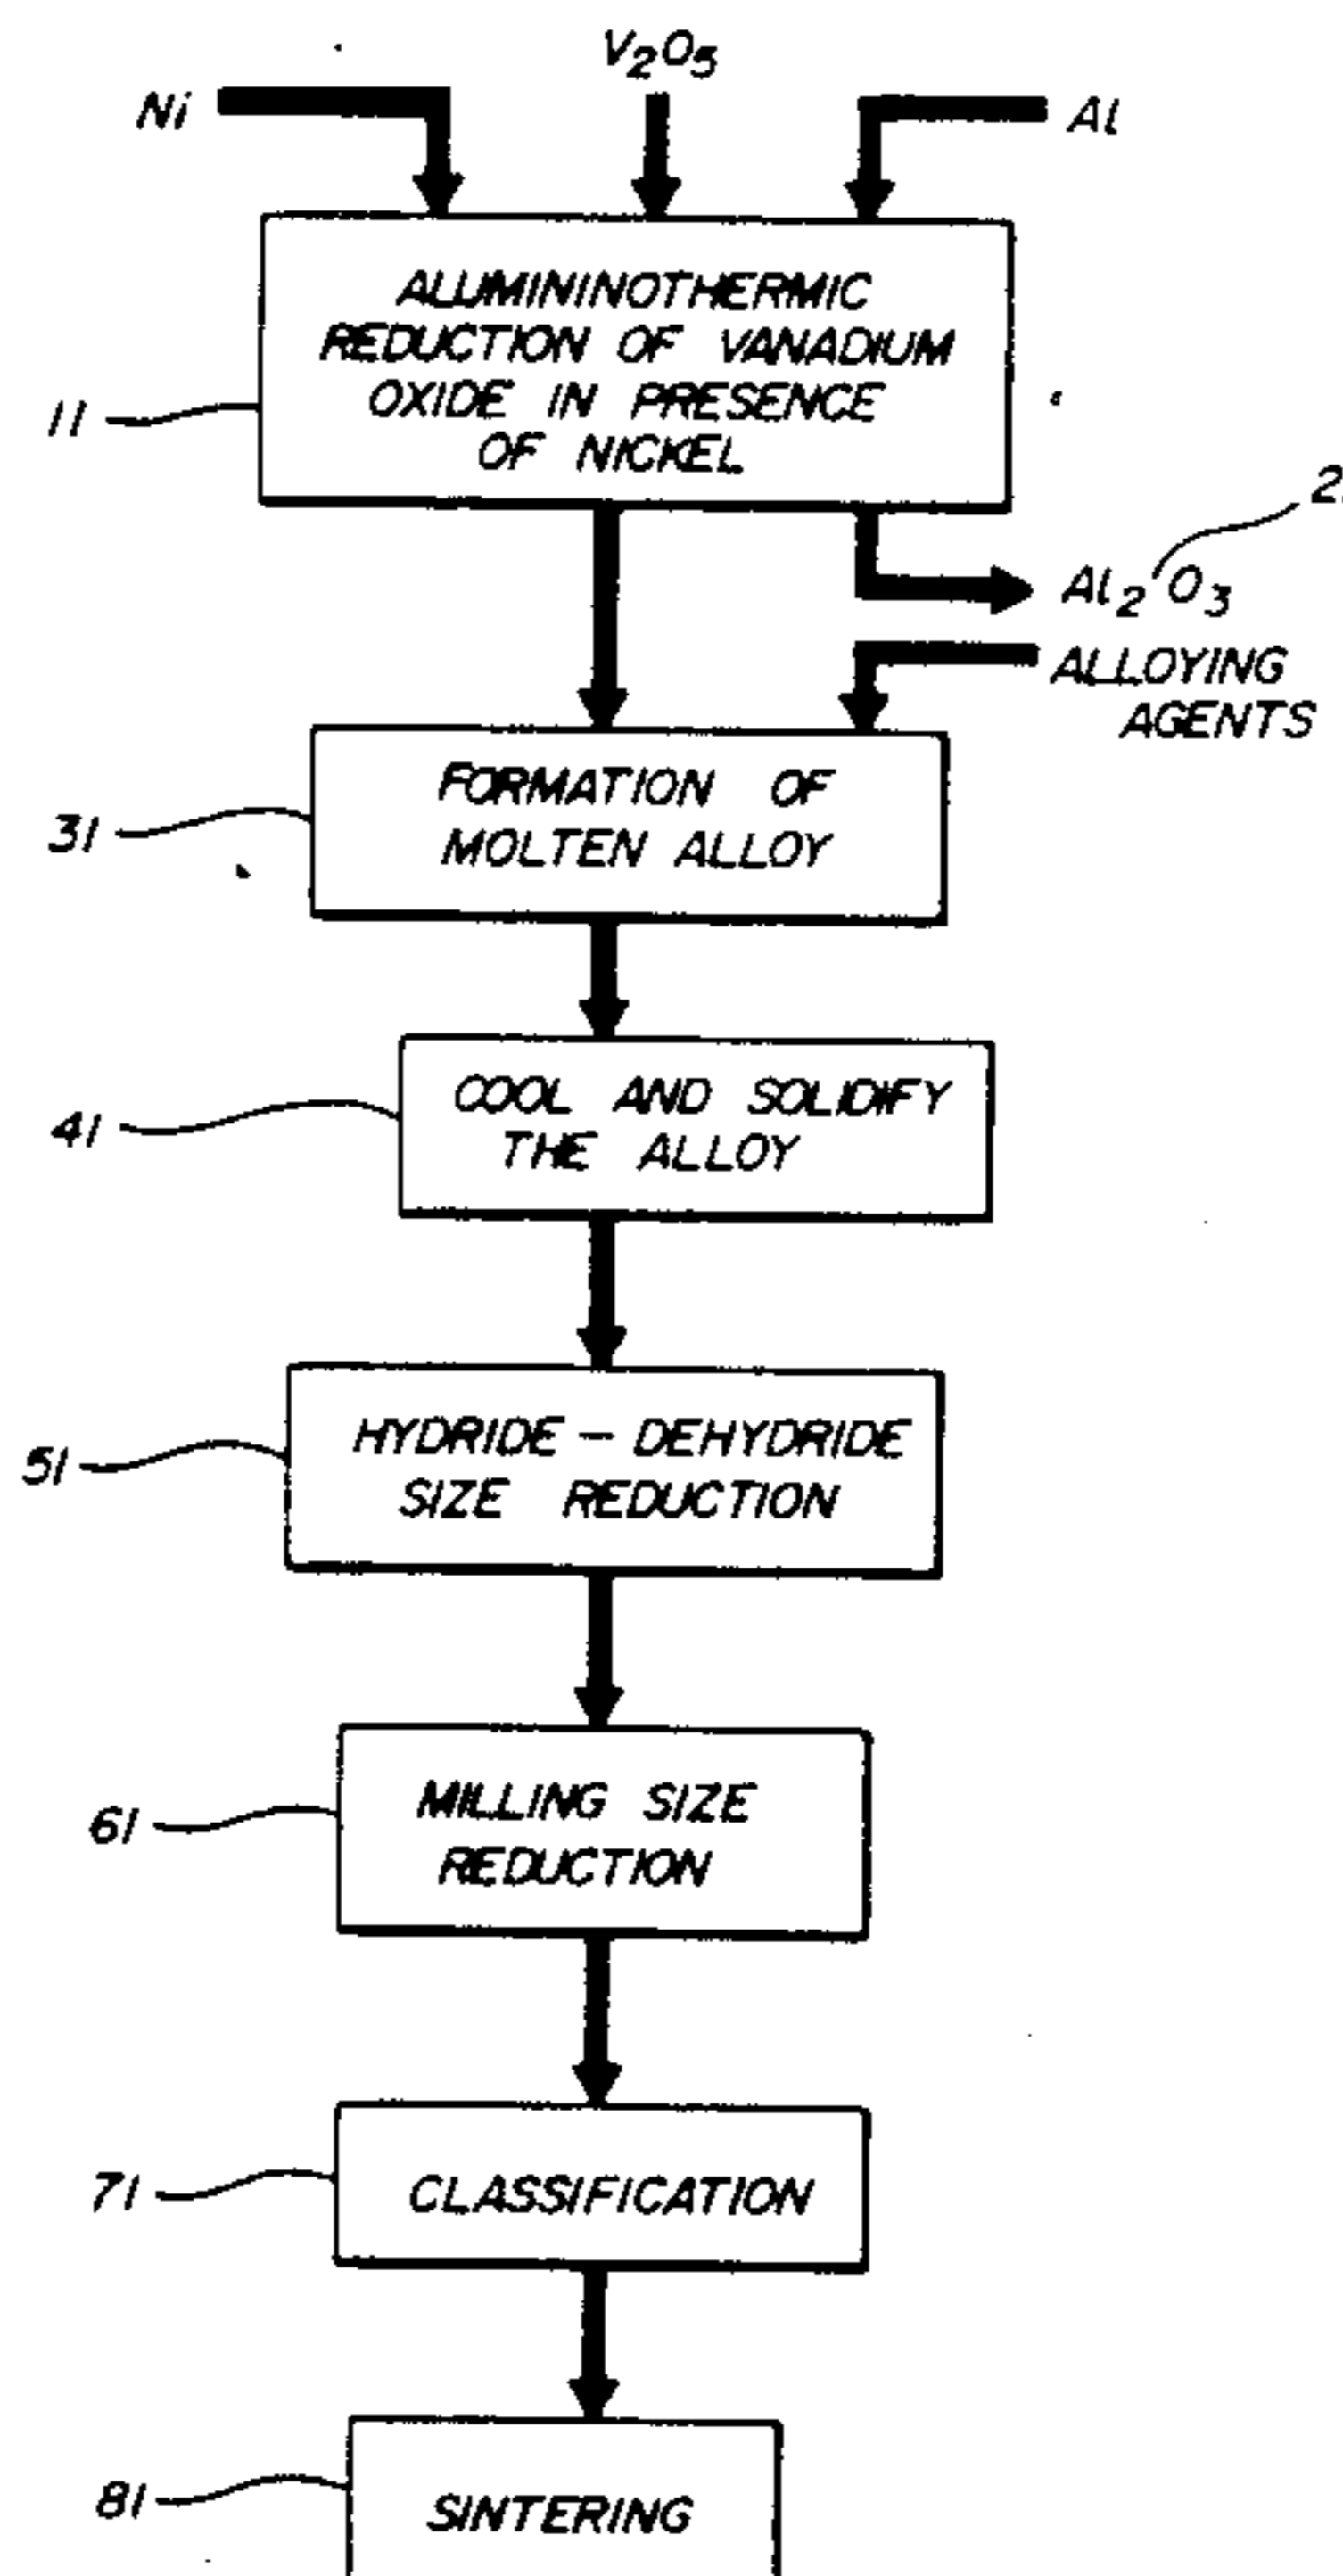 V2O5
Ni
Al
ALUMININOTHERMIC
REDUCTION OF VANADIUM
OXIDE IN PRESENCE
OF NICKEL
11
Al2O3
ALLOYING
AGENTS
FORMATION OF
MOLTEN ALLOY
31
COOL AND SOLIDIFY
THE ALLOY
41
HYDRIDE - DEHYDRIDE
SIZE REDUCTION
51
MILLING SIZE
REDUCTION
61
CLASSIFICATION
71
SINTERING
81